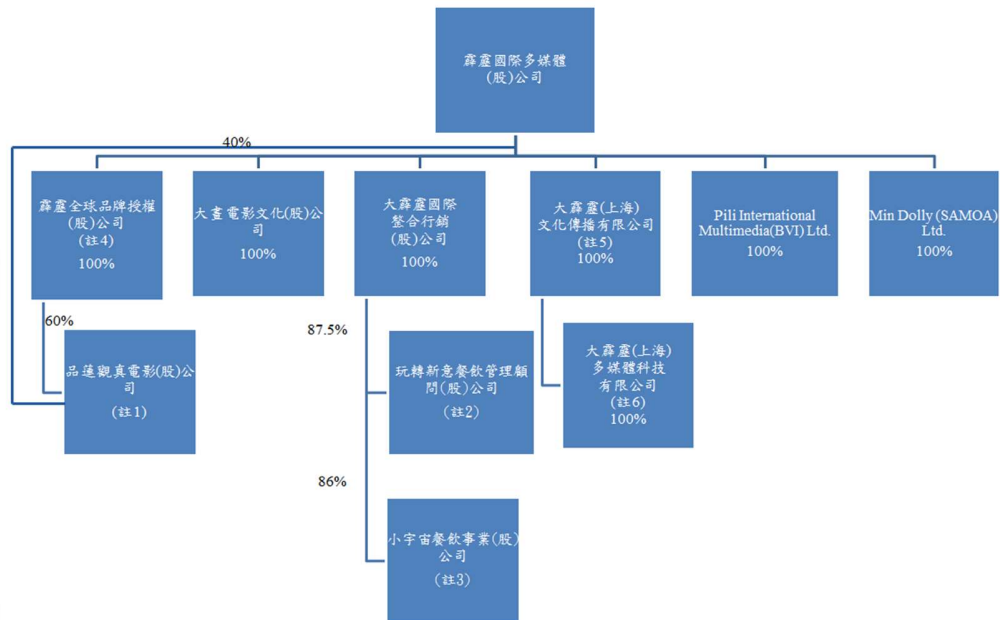 霹靂國際多媒體
(股)公司
40%
霹靂全球品牌授權
(股)公司
(註4)
100%
大畫電影文化(股)公
司
100%
大霹靂國際
整合行銷
(股)公司
100%
大霹靂(上海)
文化傳播有限公司
(註5)
100%
Pili International
Multimedia(BVI) Ltd.
100%
Min Dolly (SAMOA)
Ltd.
100%
60%
品蓮觀真電影(股)公
司
(註1)
87.5%
玩轉新意餐飲管理顧
問(股)公司
(註2)
大霹靂(上海)
多媒體科技
有限公司
(註6)
100%
86%
小宇宙餐飲事業(股)
公司
(註3)